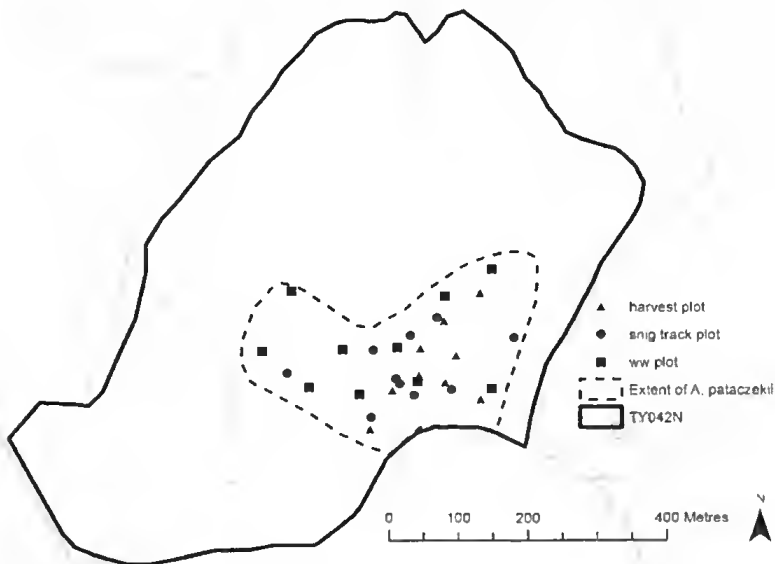 harvest plot
snig track plot
ww plot
Extent of A. pataczekii
TY042N
0 100 200 400 Metres
N